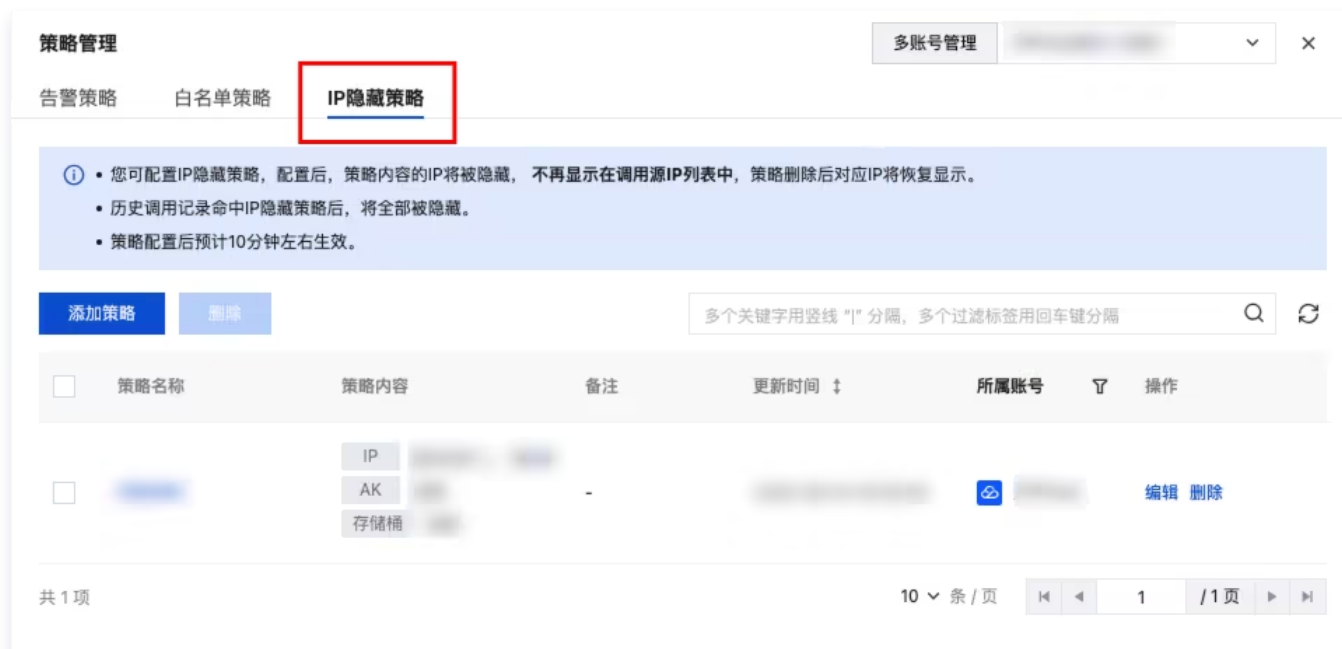 策略管理
多账号管理
告警策略 白名单策略 IP隐藏策略
• 您可配置IP隐藏策略，配置后，策略内容的IP将被隐藏，不再显示在调用源IP列表中，策略删除后对应IP将恢复显示。
• 历史调用记录命中IP隐藏策略后，将全部被隐藏。
• 策略配置后预计10分钟左右生效。
添加策略 删除 多个关键字用竖线 "|" 分隔，多个过滤标签用回车键分隔
策略名称 策略内容 备注 更新时间 所属账号 操作
IP
AK
- 编辑 删除
存储桶
共 1 项 10 条 / 页 1 / 1 页